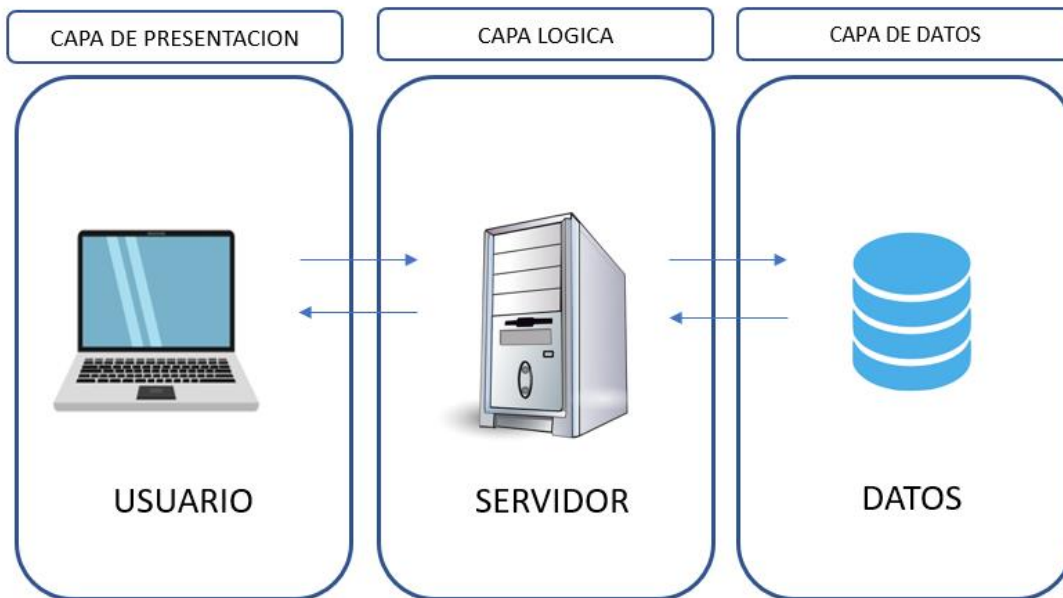 CAPA DE PRESENTACION
CAPA LOGICA
CAPA DE DATOS
USUARIO
SERVIDOR
DATOS